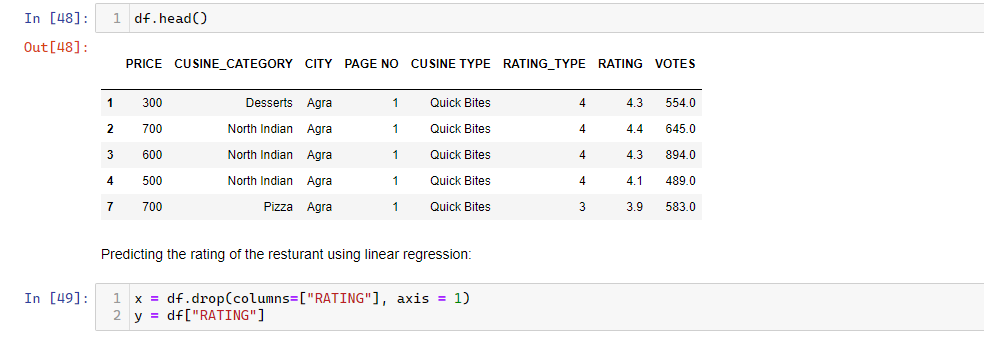 In [48]: 1 df.head()
Out[48]:
PRICE CUSINE_CATEGORY CITY PAGE NO CUSINE TYPE RATING_TYPE RATING VOTES
1 300 Desserts Agra 1 Quick Bites 4 4.3 554.0
2 700 North Indian Agra 1 Quick Bites 4 4.4 645.0
3 600 North Indian Agra 1 Quick Bites 4 4.3 894.0
4 500 North Indian Agra 1 Quick Bites 4 4.1 489.0
7 700 Pizza Agra 1 Quick Bites 3 3.9 583.0
Predicting the rating of the resturant using linear regression:
In [49]: 1 x = df.drop(columns=["RATING"], axis = 1)
2 y = df["RATING"]